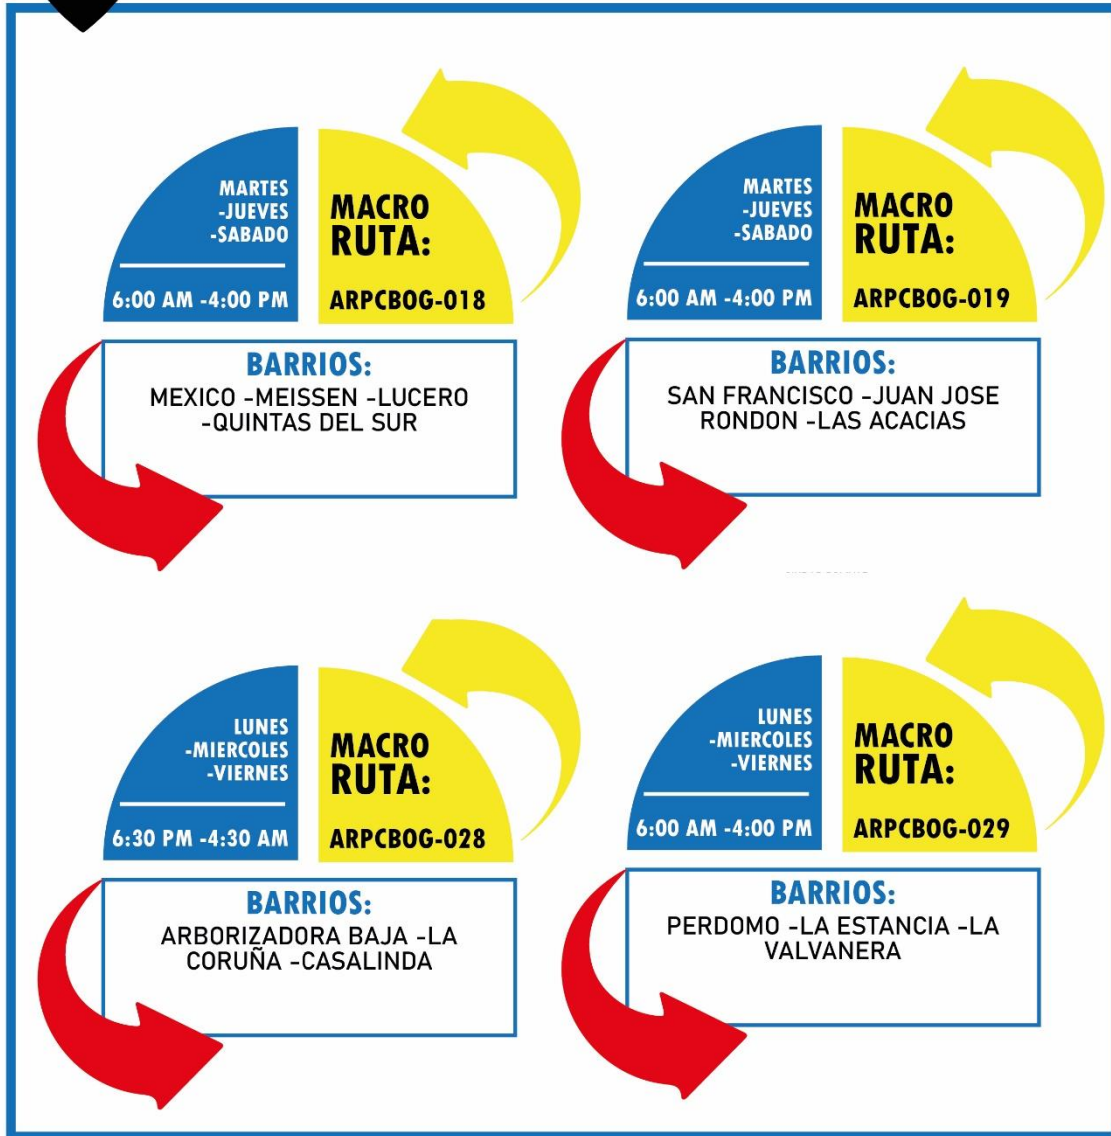 MARTES
-JUEVES
-SABADO
6:00 AM -4:00 PM
MACRO
RUTA:
ARPCBOG-018
BARRIOS:
MEXICO -MEISSEN -LUCERO
-QUINTAS DEL SUR
MARTES
-JUEVES
-SABADO
6:00 AM -4:00 PM
MACRO
RUTA:
ARPCBOG-019
BARRIOS:
SAN FRANCISCO -JUAN JOSE
RONDON -LAS ACACIAS
LUNES
-MIERCOLES
-VIERNES
6:30 PM -4:30 AM
MACRO
RUTA:
ARPCBOG-028
BARRIOS:
ARBORIZADORA BAJA -LA
CORUÑA -CASALINDA
LUNES
-MIERCOLES
-VIERNES
6:00 AM -4:00 PM
MACRO
RUTA:
ARPCBOG-029
BARRIOS:
PERDOMO -LA ESTANCIA -LA
VALVANERA